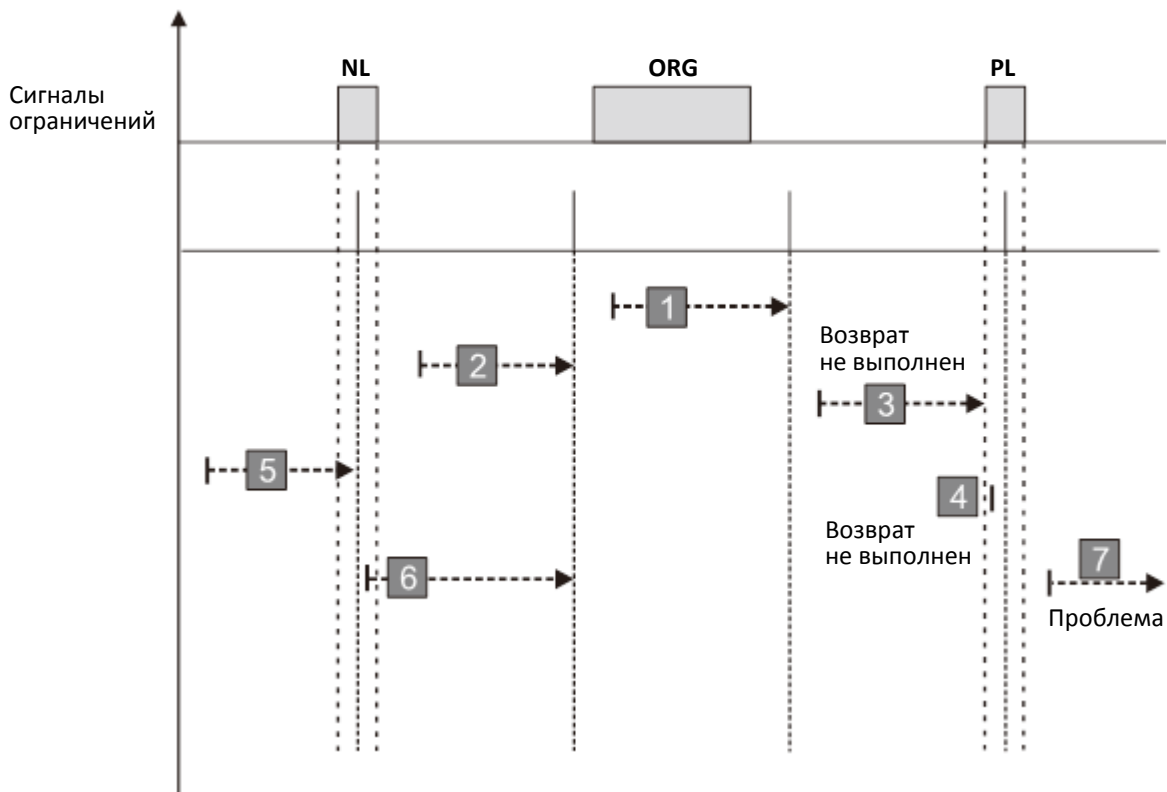 NL
ORG
PL
Сигналы
ограничений
1
Возврат
не выполнен
2
3
5
4
Возврат
не выполнен
6
7
Проблема